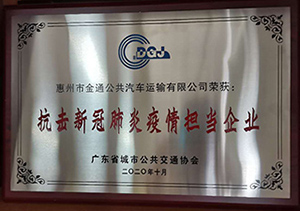 DGJ
惠州市金通公共汽车运输有限公司荣获：
抗击新冠肺炎疫情担当企业
广东省城市公共交通协会
二〇二〇年十月